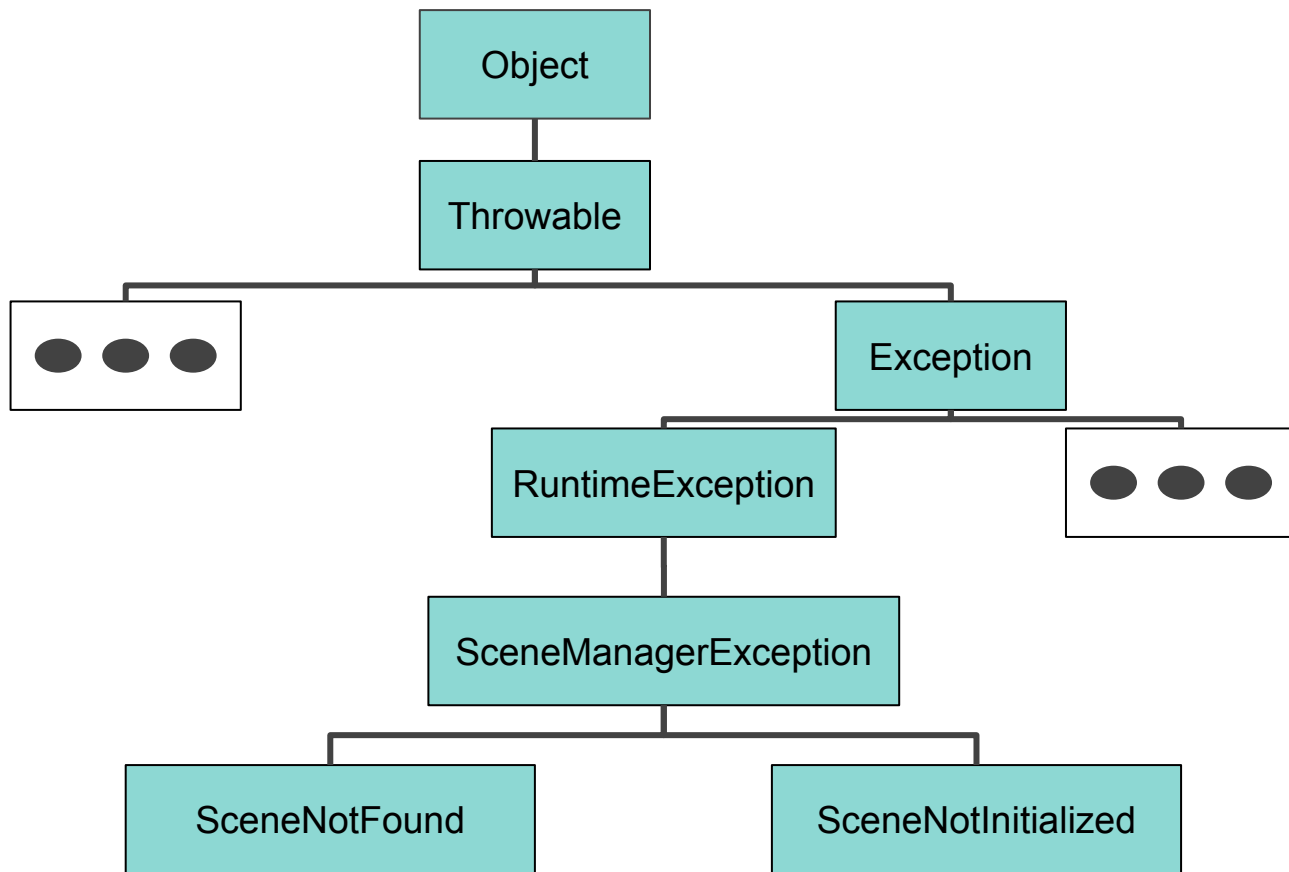 Object
Throwable
Exception
RuntimeException
SceneManagerException
SceneNotFound
SceneNotInitialized